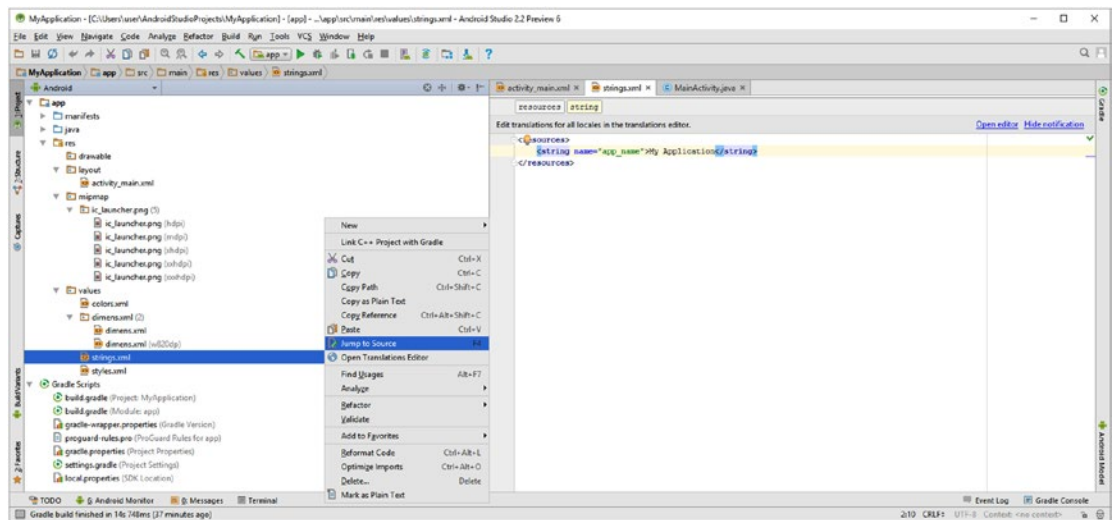 MyApplication - [C:\Users\user\AndroidStudioProjects\MyApplication] - [app] - ...\app\src\main\res\values\strings.xml - Android Studio 2.2 Preview 6
File Edit View Navigate Code Analyze Refactor Build Run Tools VCS Window Help
app
MyApplication app src main res values strings.xml
Android
activity_main.xml strings.xml MainActivity.java
1: Project
2: Structure
Captures
Build Variants
2: Favorites
app
manifests
java
res
drawable
layout
activity_main.xml
mipmap
ic_launcher.png (5)
ic_launcher.png (hdpi)
ic_launcher.png (mdpi)
ic_launcher.png (xhdpi)
ic_launcher.png (xxhdpi)
ic_launcher.png (xxxhdpi)
values
colors.xml
dimens.xml (2)
dimens.xml
dimens.xml (w820dp)
strings.xml
styles.xml
Gradle Scripts
build.gradle (Project: MyApplication)
build.gradle (Module: app)
gradle-wrapper.properties (Gradle Version)
proguard-rules.pro (ProGuard Rules for app)
gradle.properties (Project Properties)
settings.gradle (Project Settings)
local.properties (SDK Location)
New
Link C++ Project with Gradle
Cut Ctrl+X
Copy Ctrl+C
Copy Path Ctrl+Shift+C
Copy as Plain Text
Copy Reference Ctrl+Alt+Shift+C
Paste Ctrl+V
Jump to Source F4
Open Translations Editor
Find Usages Alt+F7
Analyze
Refactor
Validate
Add to Favorites
Reformat Code Ctrl+Alt+L
Optimize Imports Ctrl+Alt+O
Delete... Delete
Mark as Plain Text
resources string
Edit translations for all locales in the translations editor. Open editor Hide notification
<resources>
<string name="app_name">My Application</string>
</resources>
Gradle
Android Model
TODO 6: Android Monitor 0: Messages Terminal Event Log Gradle Console
Gradle build finished in 14s 748ms (37 minutes ago) 2:10 CRLF UTF-8 Context: <no context>